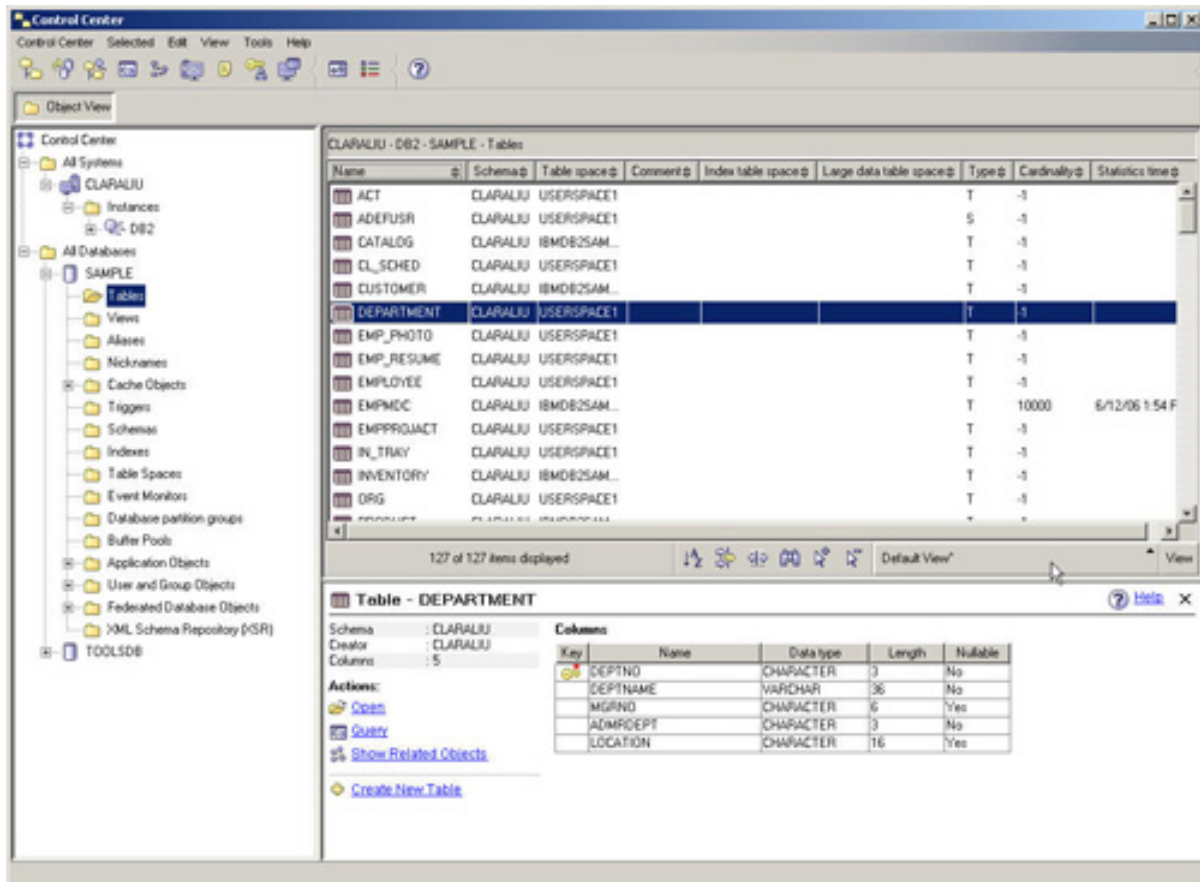 Control Center
Control Center Selected Edit View Tools Help
Object View
Control Center
All Systems
CLARALIU
Instances
DB2
All Databases
SAMPLE
Tables
Views
Aliases
Nicknames
Cache Objects
Triggers
Schemas
Indexes
Table Spaces
Event Monitors
Database partition groups
Buffer Pools
Application Objects
User and Group Objects
Federated Database Objects
XML Schema Repository (XSR)
TOOLSDB
CLARALIU - DB2 - SAMPLE - Tables
Name Schema Table space Comment Index table space Large data table space Type Cardinality Statistics time
ACT CLARALIU USERSPACE1 T -1
ADEFUSR CLARALIU USERSPACE1 S -1
CATALOG CLARALIU IBMDB2SAM... T -1
CL_SCHED CLARALIU USERSPACE1 T -1
CUSTOMER CLARALIU IBMDB2SAM... T -1
DEPARTMENT CLARALIU USERSPACE1 T -1
EMP_PHOTO CLARALIU USERSPACE1 T -1
EMP_RESUME CLARALIU USERSPACE1 T -1
EMPLOYEE CLARALIU USERSPACE1 T -1
EMPMDC CLARALIU IBMDB2SAM... T 10000 6/12/06 1:54 F
EMPPROJACT CLARALIU USERSPACE1 T -1
IN_TRAY CLARALIU USERSPACE1 T -1
INVENTORY CLARALIU IBMDB2SAM... T -1
ORG CLARALIU USERSPACE1 T -1
127 of 127 items displayed Default View* View
Table - DEPARTMENT Help
Schema : CLARALIU
Creator : CLARALIU
Columns : 5
Actions:
Open
Query
Show Related Objects
Create New Table
Columns
Key Name Data type Length Nullable
DEPTNO CHARACTER 3 No
DEPTNAME VARCHAR 36 No
MGRNO CHARACTER 6 Yes
ADMRDEPT CHARACTER 3 No
LOCATION CHARACTER 16 Yes